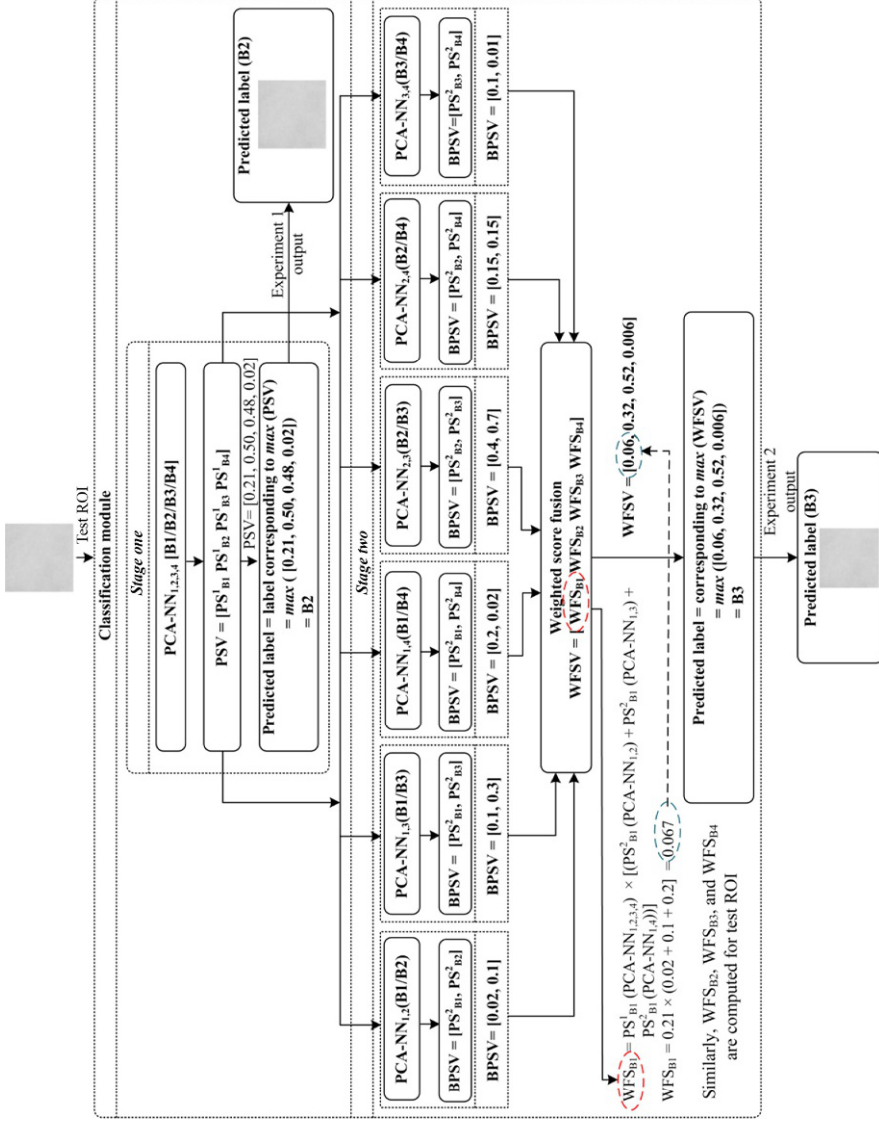 Test ROI
Classification module
Stage one
PCA-NN1,2,3,4 [B1/B2/B3/B4]
PSV = [PS¹B1 PS¹B2 PS¹B3 PS¹B4]
PSV= [0.21, 0.50, 0.48, 0.02]
Predicted label = label corresponding to max (PSV)
= max ( [0.21, 0.50, 0.48, 0.02])
= B2
Experiment 1
output
Predicted label (B2)
Stage two
PCA-NN1,2(B1/B2)
BPSV = [PS²B1, PS²B2]
BPSV= [0.02, 0.1]
PCA-NN1,3(B1/B3)
BPSV = [PS²B1, PS²B3]
BPSV = [0.1, 0.3]
PCA-NN1,4(B1/B4)
BPSV = [PS²B1, PS²B4]
BPSV = [0.2, 0.02]
PCA-NN2,3(B2/B3)
BPSV = [PS²B2, PS²B3]
BPSV = [0.4, 0.7]
PCA-NN2,4(B2/B4)
BPSV = [PS²B2, PS²B4]
BPSV = [0.15, 0.15]
PCA-NN3,4(B3/B4)
BPSV=[PS²B3, PS²B4]
BPSV = [0.1, 0.01]
Weighted score fusion
WFSV = [ WFSB1 WFSB2 WFSB3 WFSB4]
WFSB1 = PS¹B1 (PCA-NN1,2,3,4) × [(PS²B1 (PCA-NN1,2) + PS²B1 (PCA-NN1,3) +
PS²B1 (PCA-NN1,4))]
WFSB1 = 0.21 × (0.02 + 0.1 + 0.2] = 0.067
WFSV = [0.06, 0.32, 0.52, 0.006]
Similarly, WFSB2, WFSB3, and WFSB4
are computed for test ROI
Predicted label = corresponding to max (WFSV)
= max ([0.06, 0.32, 0.52, 0.006])
= B3
Experiment 2
output
Predicted label (B3)